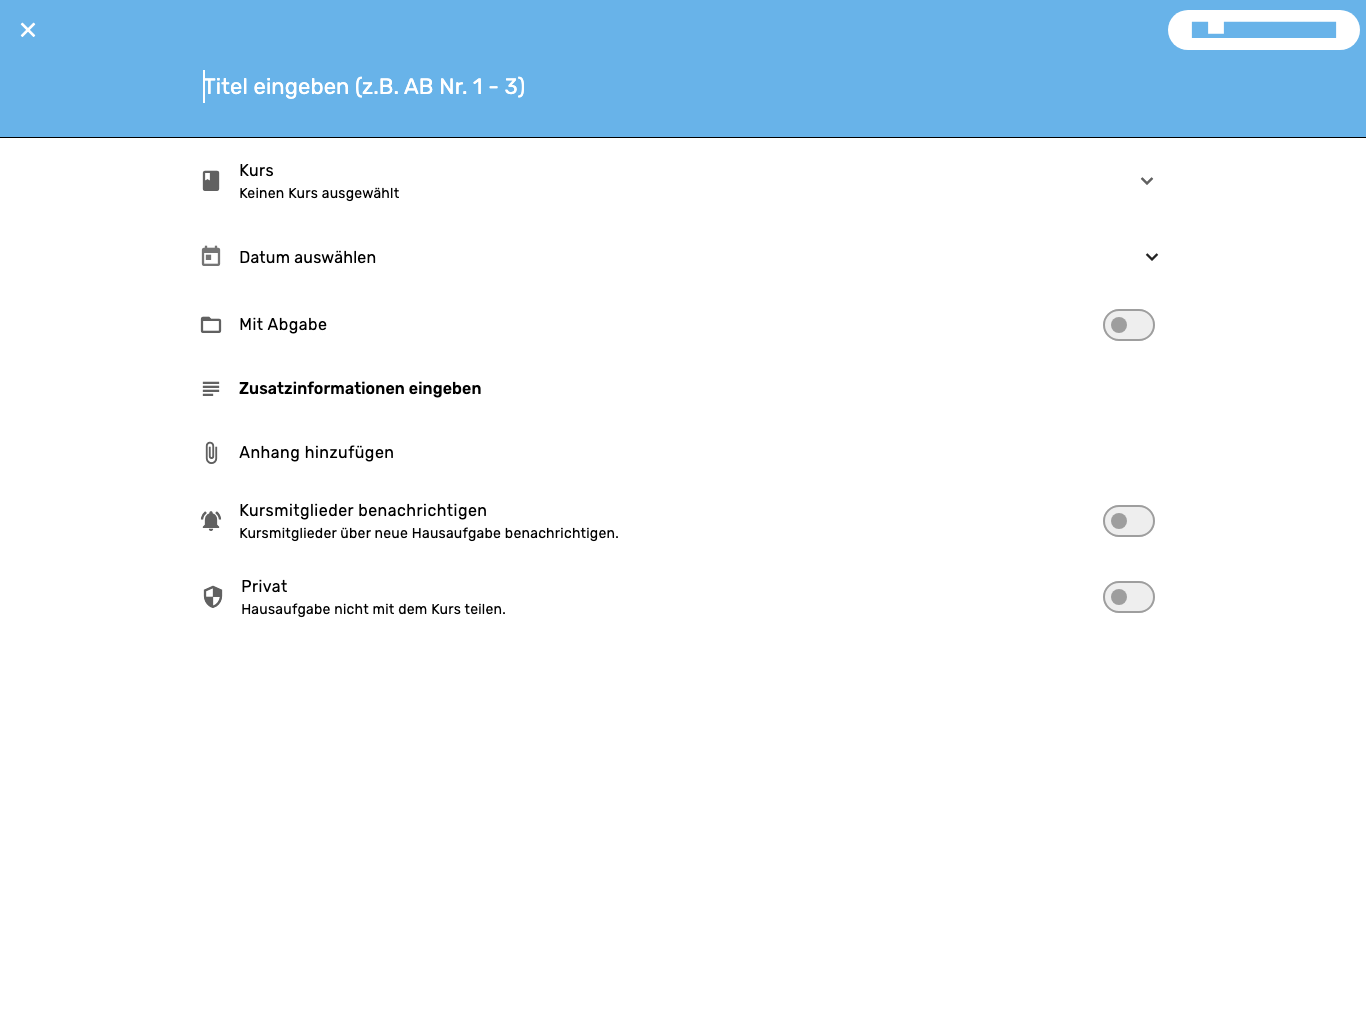 Titel eingeben (z.B. AB Nr. 1 - 3)
Kurs
Keinen Kurs ausgewählt
Datum auswählen
Mit Abgabe
Zusatzinformationen eingeben
Anhang hinzufügen
Kursmitglieder benachrichtigen
Kursmitglieder über neue Hausaufgabe benachrichtigen.
Privat
Hausaufgabe nicht mit dem Kurs teilen.